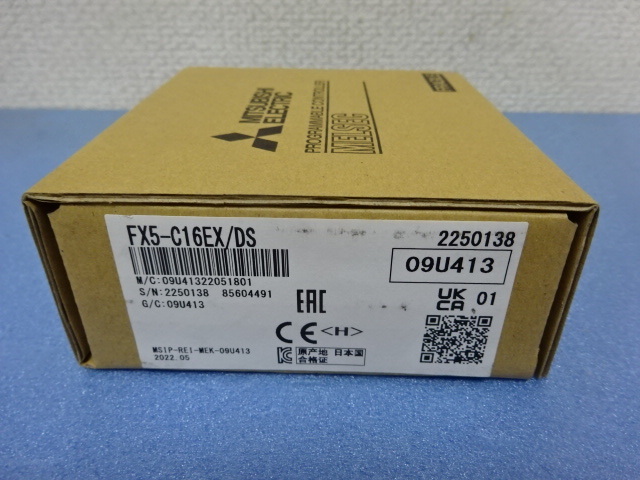 MITSUBISHI
ELECTRIC
PROGRAMMABLE CONTROLLER
MELSEC
FX5-C16EX/DS
2250138
09U413
M/C:09U41322051801
S/N:2250138 85604491
G/C:09U413
EAC
UK
CA
01
CE <H>
MSIP-REI-MEK-09U413
2022.05
原产地 日本国
合格证